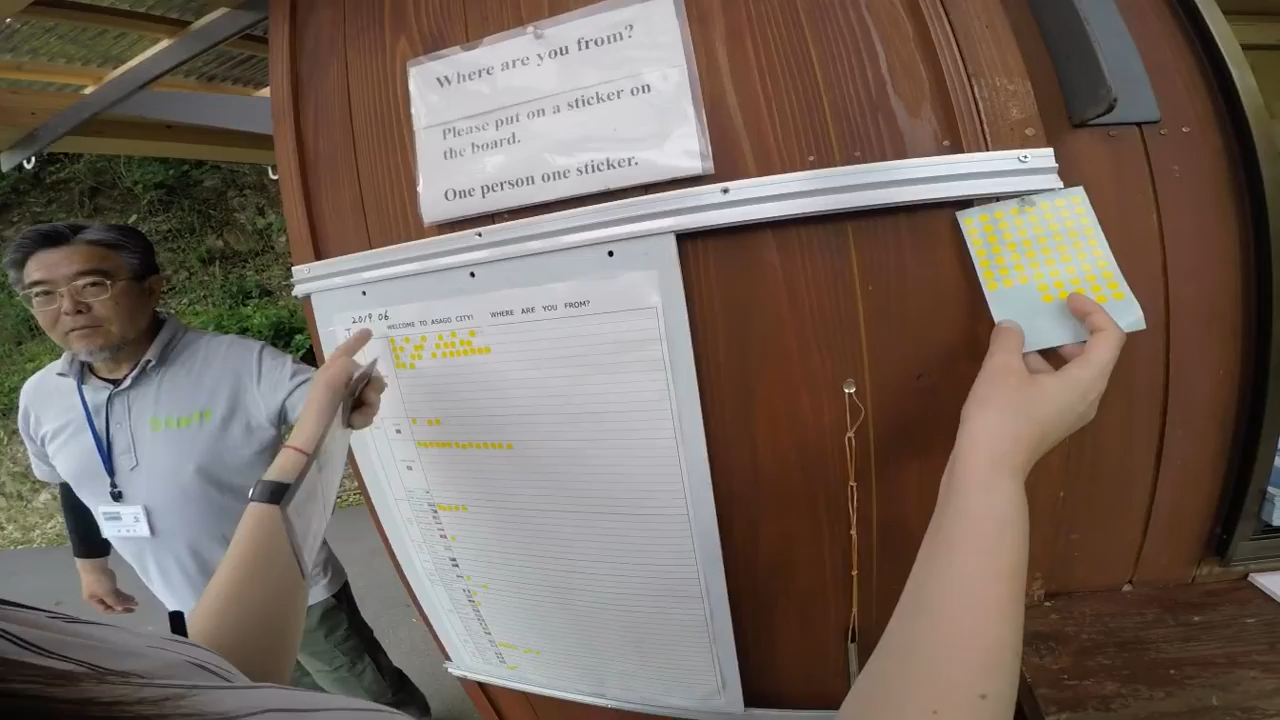 Where are you from?
Please put on a sticker on
the board.
One person one sticker.
2019.06.
WELCOME TO ASAGO CITY! WHERE ARE YOU FROM?
Staff